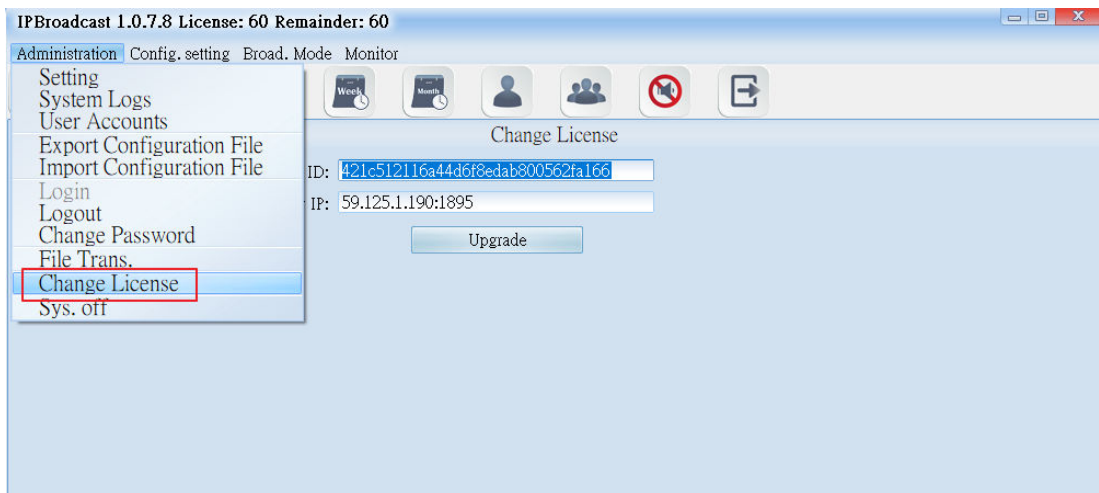 IPBroadcast 1.0.7.8 License: 60 Remainder: 60
Administration Config. setting Broad. Mode Monitor
Setting
System Logs
User Accounts
Export Configuration File
Import Configuration File
Login
Logout
Change Password
File Trans.
Change License
Sys. off
Week
Month
Change License
ID: 421c512116a44d6f8edab800562fa166
IP: 59.125.1.190:1895
Upgrade